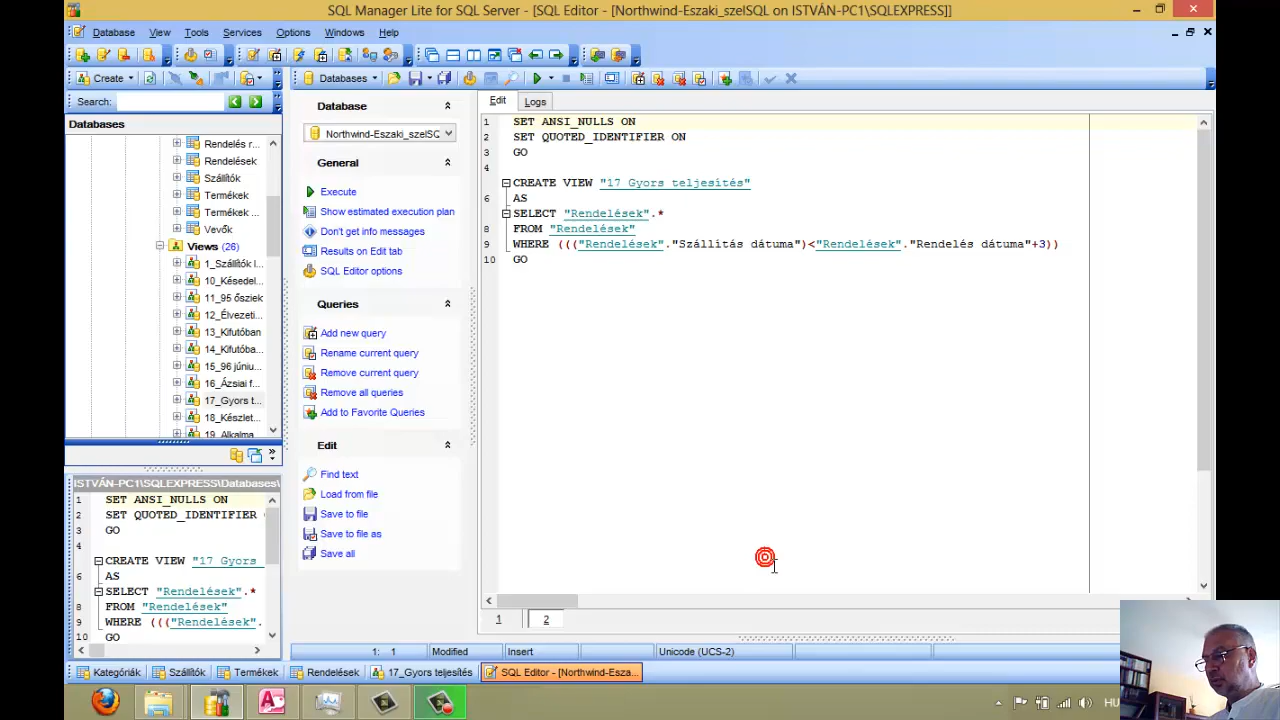 SQL Manager Lite for SQL Server - [SQL Editor - [Northwind-Eszaki_szelSQL on ISTVÁN-PC1\SQLEXPRESS]]
Database View Tools Services Options Windows Help
Create
Databases
Search:
Databases
Rendelés r...
Rendelések
Szállítók
Termékek
Termékek ...
Vevők
Views (26)
1_Szállítók l...
10_Késedel...
11_95 ősziek
12_Élvezeti...
13_KIfutóban
14_Kifutóba...
15_96 júniu...
16_Ázsiai f...
17_Gyors t...
18_Készlet...
19_Alkalma
ISTVÁN-PC1\SQLEXPRESS\Databases\
1 SET ANSI_NULLS ON
2 SET QUOTED_IDENTIFIER
3 GO
4
CREATE VIEW "17 Gyors
6 AS
SELECT "Rendelések".*
8 FROM "Rendelések"
9 WHERE ((("Rendelések".
10 GO
Database
Northwind-Eszaki_szelSQ
General
Execute
Show estimated execution plan
Don't get info messages
Results on Edit tab
SQL Editor options
Queries
Add new query
Rename current query
Remove current query
Remove all queries
Add to Favorite Queries
Edit
Find text
Load from file
Save to file
Save to file as
Save all
Edit Logs
1 SET ANSI_NULLS ON
2 SET QUOTED_IDENTIFIER ON
3 GO
4
CREATE VIEW "17 Gyors teljesítés"
6 AS
SELECT "Rendelések".*
8 FROM "Rendelések"
9 WHERE ((("Rendelések"."Szállítás dátuma")<"Rendelések"."Rendelés dátuma"+3))
10 GO
1 2
1: 1 Modified Insert Unicode (UCS-2)
Kategóriák Szállítók Termékek Rendelések 17_Gyors teljesítés SQL Editor - [Northwind-Esza...
HU